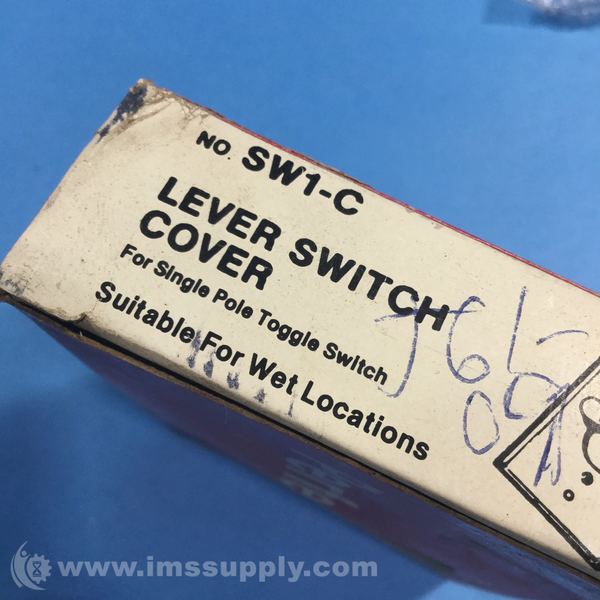 NO. SW1-C
LEVER SWITCH
COVER
For Single Pole Toggle Switch
Suitable For Wet Locations
www.imssupply.com